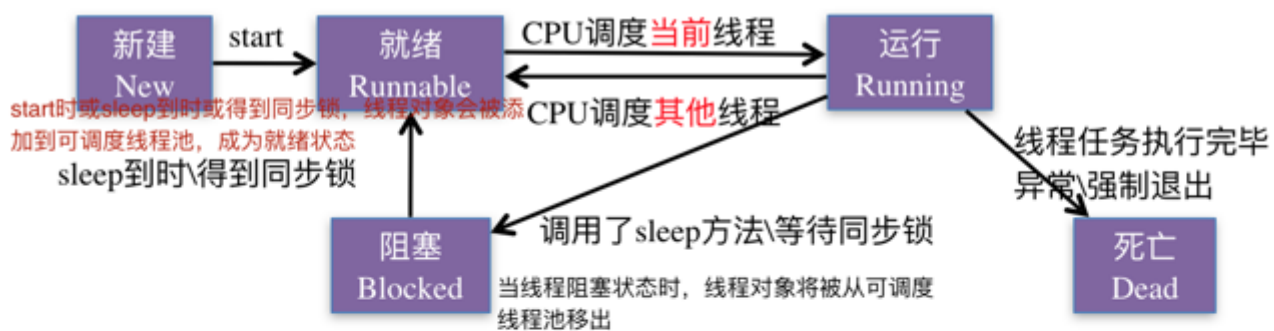 新建
New
start
就绪
Runnable
CPU调度当前线程
CPU调度其他线程
运行
Running
start时或sleep到时或得到同步锁，线程对象会被添
加到可调度线程池，成为就绪状态
sleep到时\得到同步锁
线程任务执行完毕
异常\强制退出
阻塞
Blocked
调用了sleep方法\等待同步锁
当线程阻塞状态时，线程对象将被从可调度
线程池移出
死亡
Dead